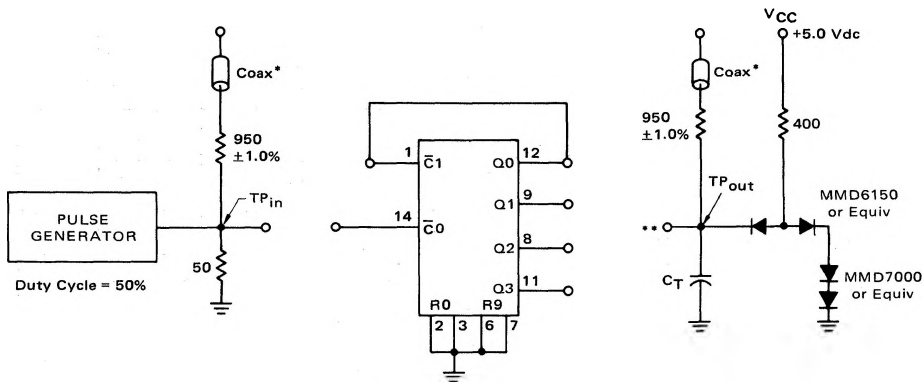 Coax*
950
±1.0%
TPin
PULSE
GENERATOR
50
Duty Cycle = 50%
1
C̅1
Q0
12
Q1
9
14
C̅0
Q2
8
Q3
11
R0
R9
2
3
6
7
VCC
+5.0 Vdc
Coax*
950
±1.0%
400
TPout
MMD6150
or Equiv
**
CT
MMD7000
or Equiv